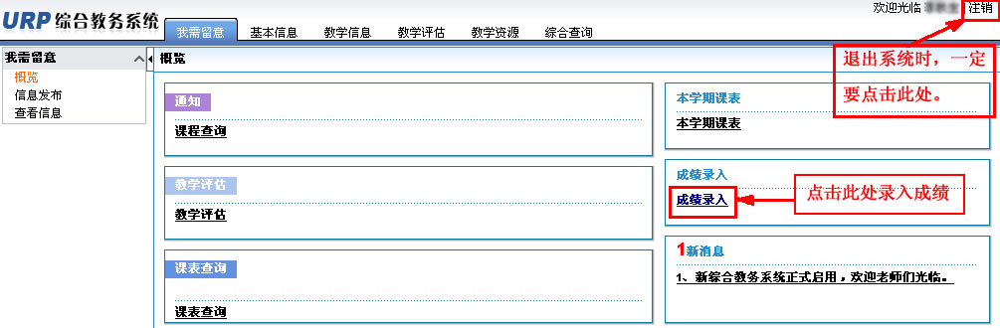 欢迎光临 | 注销
URP 综合教务系统
我需留意 基本信息 教学信息 教学评估 教学资源 综合查询
我需留意
概览
信息发布
查看信息
概览
通知
课程查询
教学评估
教学评估
课表查询
课表查询
本学期课表
本学期课表
成绩录入
成绩录入
1新消息
1、新综合教务系统正式启用，欢迎老师们光临。
退出系统时，一定
要点击此处。
点击此处录入成绩